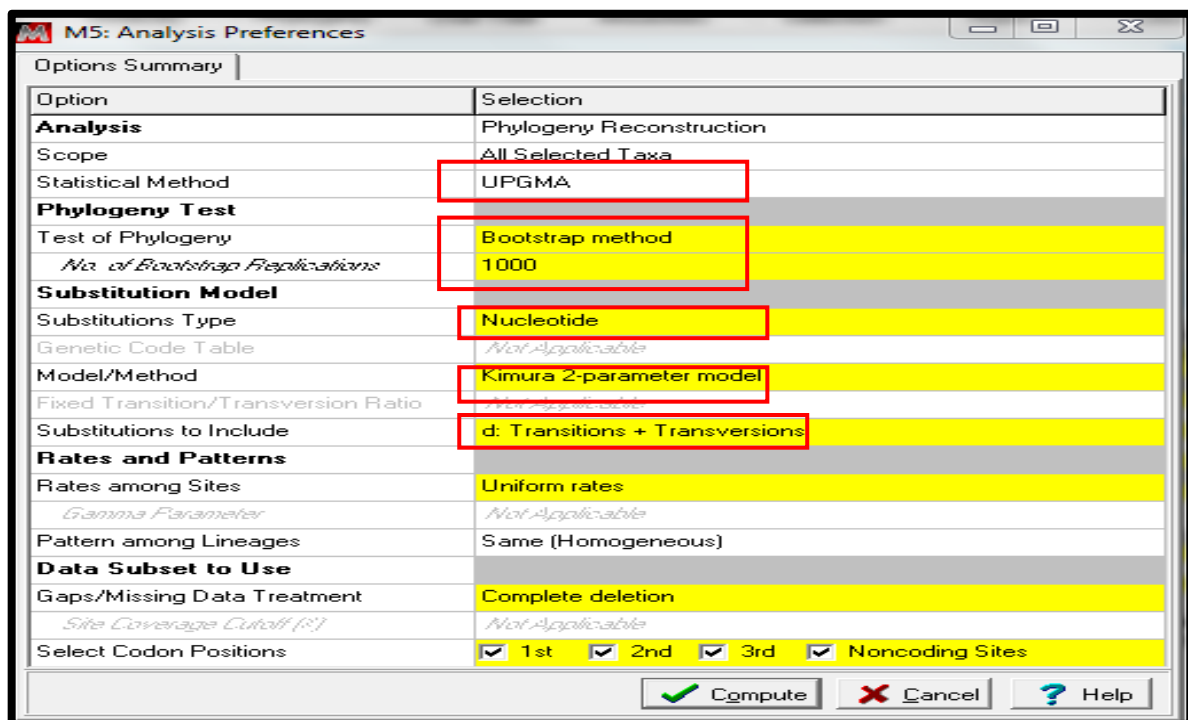 M5: Analysis Preferences
Options Summary
Option Selection
Analysis Phylogeny Reconstruction
Scope All Selected Taxa
Statistical Method UPGMA
Phylogeny Test
Test of Phylogeny Bootstrap method
No. of Bootstrap Replications 1000
Substitution Model
Substitutions Type Nucleotide
Genetic Code Table Not Applicable
Model/Method Kimura 2-parameter model
Fixed Transition/Transversion Ratio Not Applicable
Substitutions to Include d: Transitions + Transversions
Rates and Patterns
Rates among Sites Uniform rates
Gamma Parameter Not Applicable
Pattern among Lineages Same (Homogeneous)
Data Subset to Use
Gaps/Missing Data Treatment Complete deletion
Site Coverage Cutoff (%) Not Applicable
Select Codon Positions 1st 2nd 3rd Noncoding Sites
Compute Cancel Help